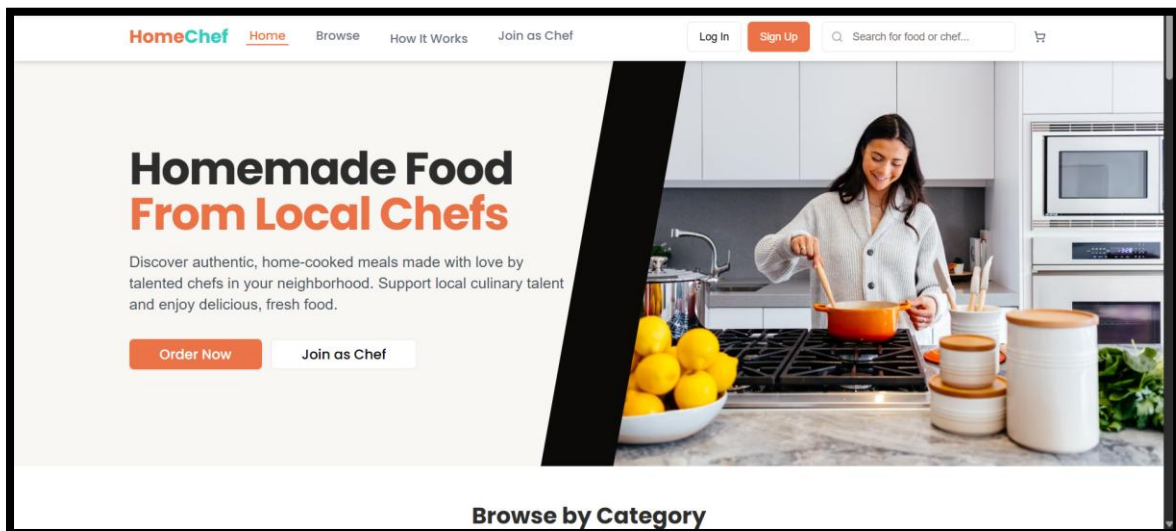 HomeChef Home Browse How It Works Join as Chef Log In Sign Up Search for food or chef...
Homemade Food
From Local Chefs
Discover authentic, home-cooked meals made with love by
talented chefs in your neighborhood. Support local culinary talent
and enjoy delicious, fresh food.
Order Now Join as Chef
Browse by Category